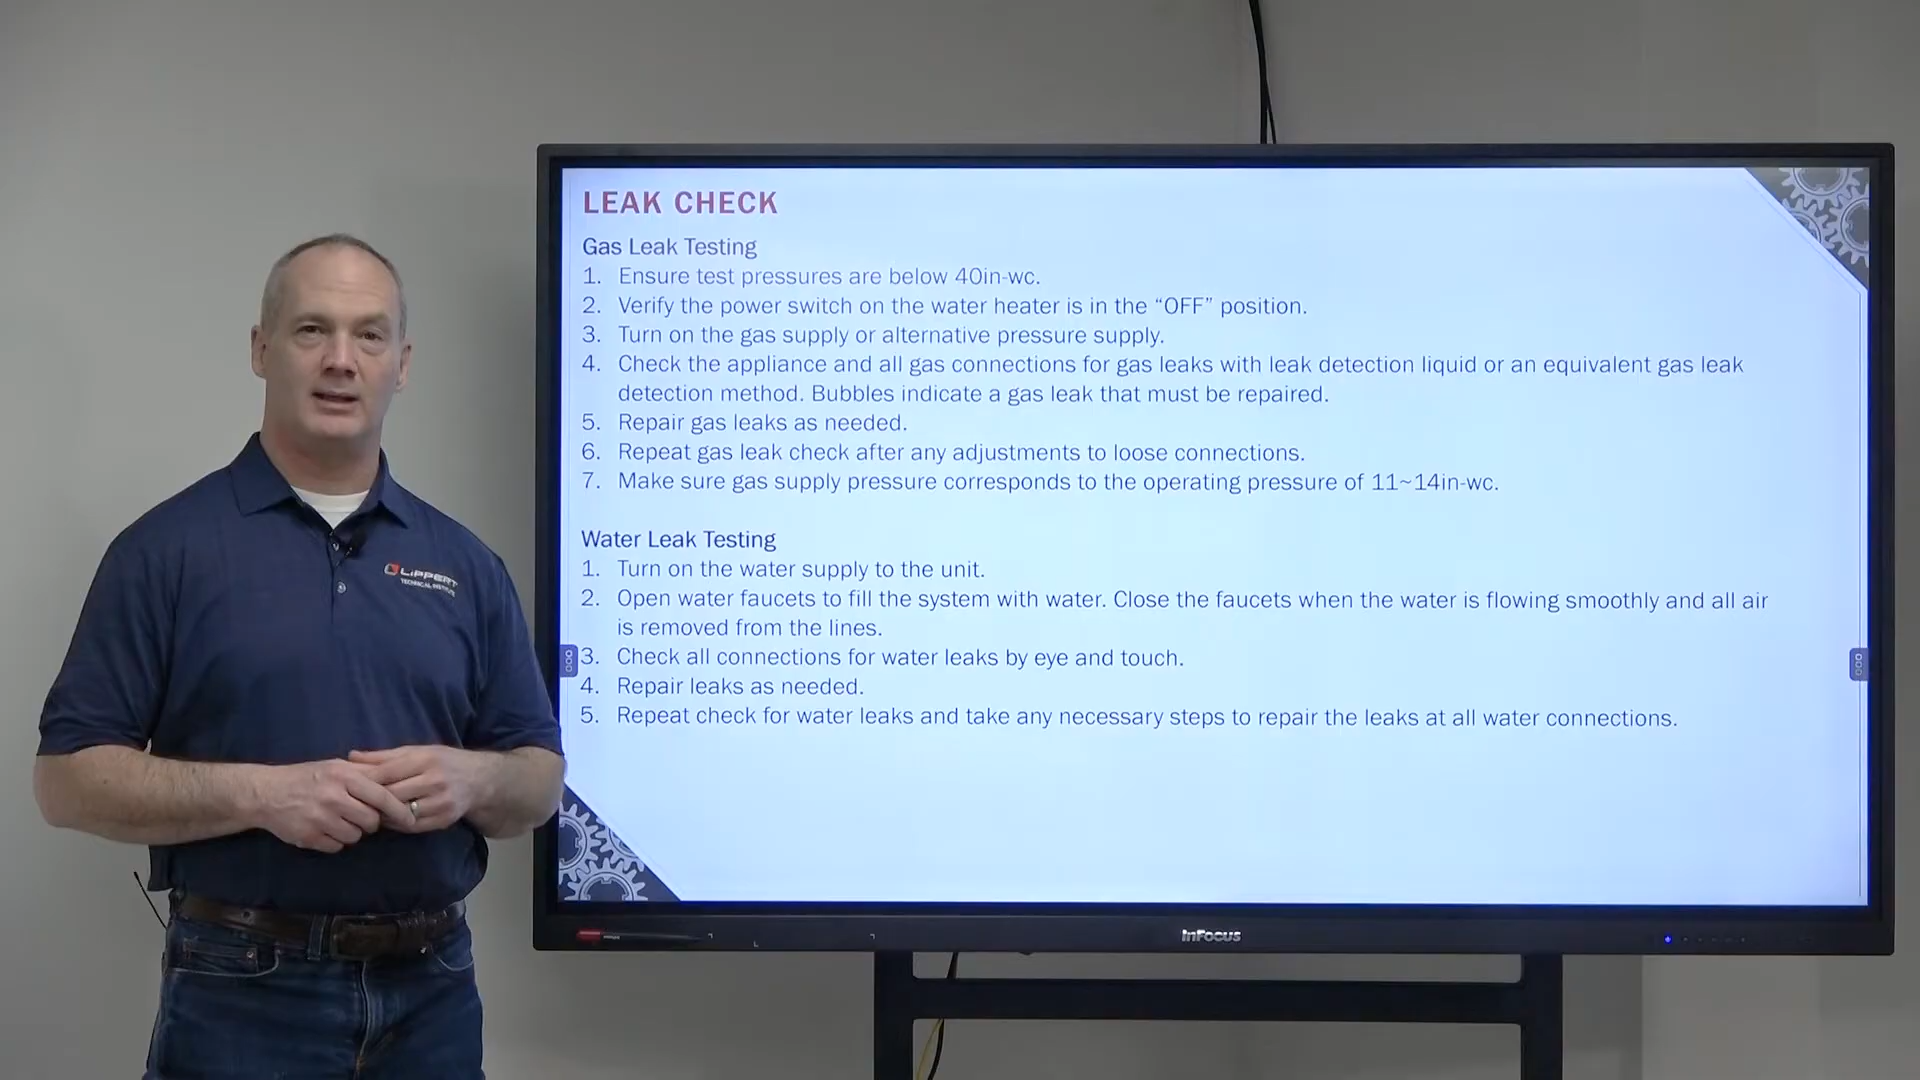 LEAK CHECK
Gas Leak Testing
1. Ensure test pressures are below 40in-wc.
2. Verify the power switch on the water heater is in the “OFF” position.
3. Turn on the gas supply or alternative pressure supply.
4. Check the appliance and all gas connections for gas leaks with leak detection liquid or an equivalent gas leak
detection method. Bubbles indicate a gas leak that must be repaired.
5. Repair gas leaks as needed.
6. Repeat gas leak check after any adjustments to loose connections.
7. Make sure gas supply pressure corresponds to the operating pressure of 11~14in-wc.
Water Leak Testing
1. Turn on the water supply to the unit.
2. Open water faucets to fill the system with water. Close the faucets when the water is flowing smoothly and all air
is removed from the lines.
3. Check all connections for water leaks by eye and touch.
4. Repair leaks as needed.
5. Repeat check for water leaks and take any necessary steps to repair the leaks at all water connections.
LIPPERT
TECHNICAL INSTITUTE
InFocus